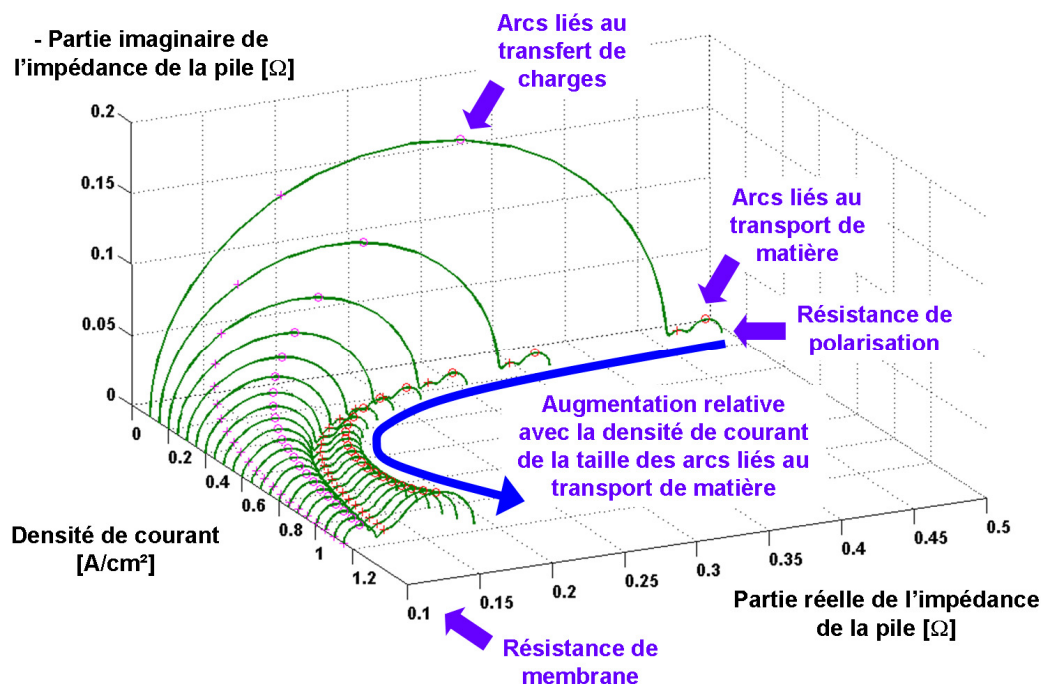 - Partie imaginaire de
l'impédance de la pile [Ω]
Arcs liés au
transfert de
charges
Arcs liés au
transport de
matière
Résistance de
polarisation
Augmentation relative
avec la densité de courant
de la taille des arcs liés au
transport de matière
0.2
0.15
0.1
0.05
0
0
0.2
0.4
0.6
0.8
1
1.2
Densité de courant
[A/cm²]
0.1
0.15
0.2
0.25
0.3
0.35
0.4
0.45
0.5
Partie réelle de l'impédance
de la pile [Ω]
Résistance de
membrane